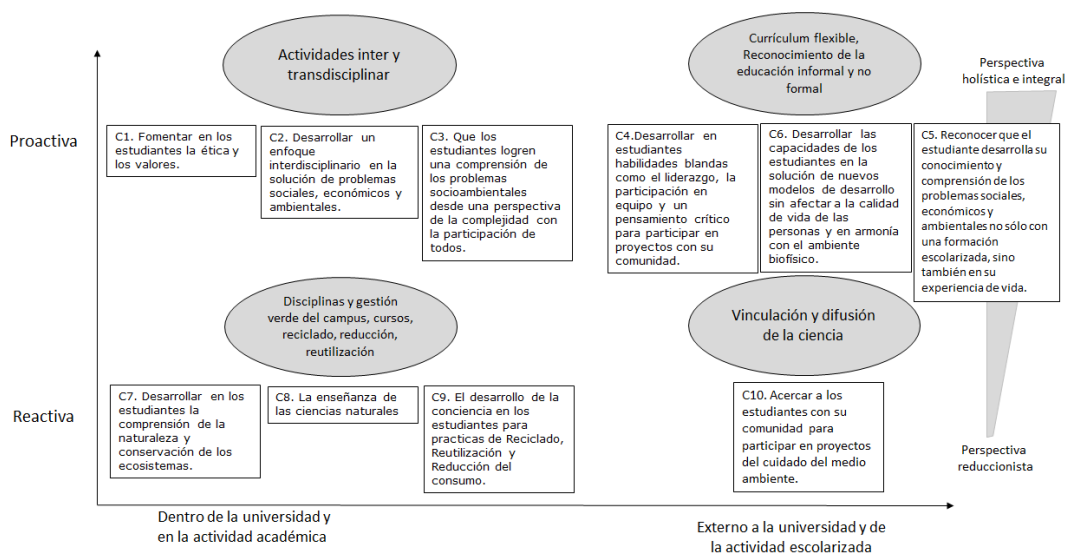 Actividades inter y
transdisciplinar
Currículum flexible,
Reconocimiento de la
educación informal y no
formal
Perspectiva
holística e integral
Proactiva
C1. Fomentar en los
estudiantes la ética y
los valores.
C2. Desarrollar un
enfoque
interdisciplinario en la
solución de problemas
sociales, económicos y
ambientales.
C3. Que los
estudiantes logren
una comprensión de
los problemas
socioambientales
desde una perspectiva
de la complejidad con
la participación de
todos.
C4.Desarrollar en
estudiantes
habilidades blandas
como el liderazgo, la
participación en
equipo y un
pensamiento crítico
para participar en
proyectos con su
comunidad.
C6. Desarrollar las
capacidades de los
estudiantes en la
solución de nuevos
modelos de desarrollo
sin afectar a la calidad
de vida de las
personas y en armonía
con el ambiente
biofísico.
C5. Reconocer que el
estudiante desarrolla su
conocimiento y
comprensión de los
problemas sociales,
económicos y
ambientales no sólo con
una formación
escolarizada, sino
también en su
experiencia de vida.
Disciplinas y gestión
verde del campus, cursos,
reciclado, reducción,
reutilización
Vinculación y difusión
de la ciencia
Reactiva
C7. Desarrollar en los
estudiantes la
comprensión de la
naturaleza y
conservación de los
ecosistemas.
C8. La enseñanza de
las ciencias naturales
C9. El desarrollo de la
conciencia en los
estudiantes para
practicas de Reciclado,
Reutilización y
Reducción del
consumo.
C10. Acercar a los
estudiantes con su
comunidad para
participar en proyectos
del cuidado del medio
ambiente.
Perspectiva
reduccionista
Dentro de la universidad y
en la actividad académica
Externo a la universidad y de
la actividad escolarizada